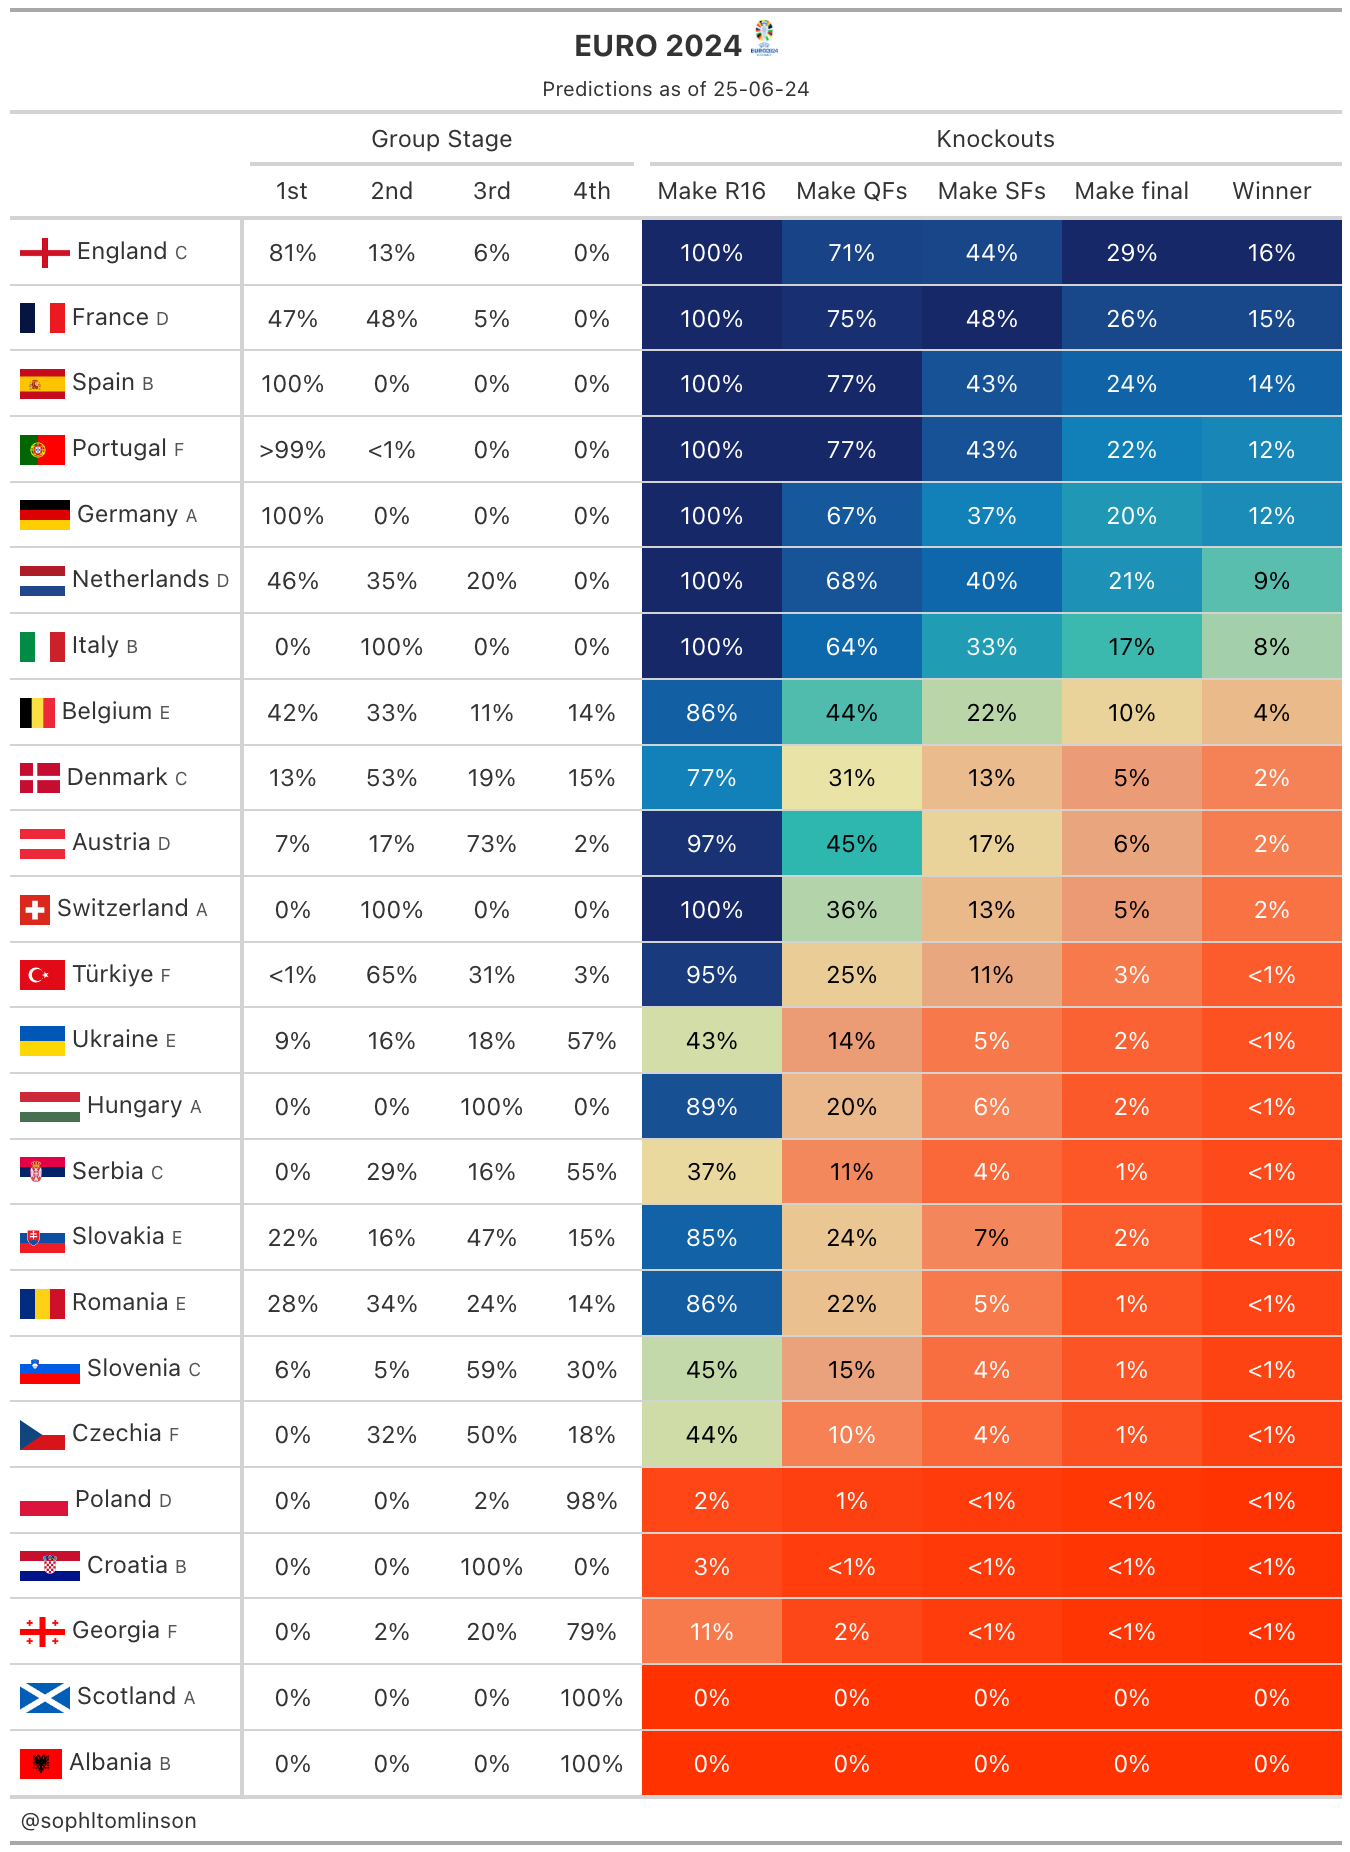 EURO 2024
EURO2024
Predictions as of 25-06-24
Group Stage Knockouts
1st 2nd 3rd 4th Make R16 Make QFs Make SFs Make final Winner
England C 81% 13% 6% 0% 100% 71% 44% 29% 16%
France D 47% 48% 5% 0% 100% 75% 48% 26% 15%
Spain B 100% 0% 0% 0% 100% 77% 43% 24% 14%
Portugal F >99% <1% 0% 0% 100% 77% 43% 22% 12%
Germany A 100% 0% 0% 0% 100% 67% 37% 20% 12%
Netherlands D 46% 35% 20% 0% 100% 68% 40% 21% 9%
Italy B 0% 100% 0% 0% 100% 64% 33% 17% 8%
Belgium E 42% 33% 11% 14% 86% 44% 22% 10% 4%
Denmark C 13% 53% 19% 15% 77% 31% 13% 5% 2%
Austria D 7% 17% 73% 2% 97% 45% 17% 6% 2%
Switzerland A 0% 100% 0% 0% 100% 36% 13% 5% 2%
Türkiye F <1% 65% 31% 3% 95% 25% 11% 3% <1%
Ukraine E 9% 16% 18% 57% 43% 14% 5% 2% <1%
Hungary A 0% 0% 100% 0% 89% 20% 6% 2% <1%
Serbia C 0% 29% 16% 55% 37% 11% 4% 1% <1%
Slovakia E 22% 16% 47% 15% 85% 24% 7% 2% <1%
Romania E 28% 34% 24% 14% 86% 22% 5% 1% <1%
Slovenia C 6% 5% 59% 30% 45% 15% 4% 1% <1%
Czechia F 0% 32% 50% 18% 44% 10% 4% 1% <1%
Poland D 0% 0% 2% 98% 2% 1% <1% <1% <1%
Croatia B 0% 0% 100% 0% 3% <1% <1% <1% <1%
Georgia F 0% 2% 20% 79% 11% 2% <1% <1% <1%
Scotland A 0% 0% 0% 100% 0% 0% 0% 0% 0%
Albania B 0% 0% 0% 100% 0% 0% 0% 0% 0%
@sophltomlinson